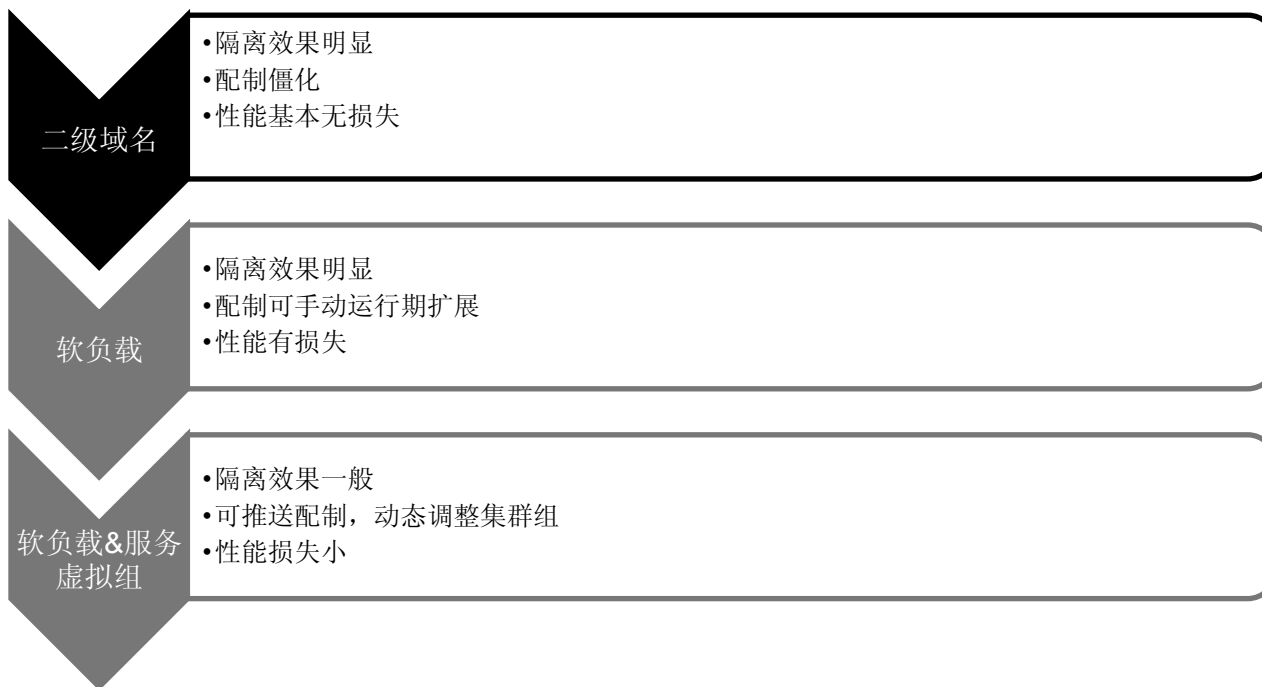 二级域名
•隔离效果明显
•配制僵化
•性能基本无损失
软负载
•隔离效果明显
•配制可手动运行期扩展
•性能有损失
软负载&服务
虚拟组
•隔离效果一般
•可推送配制，动态调整集群组
•性能损失小